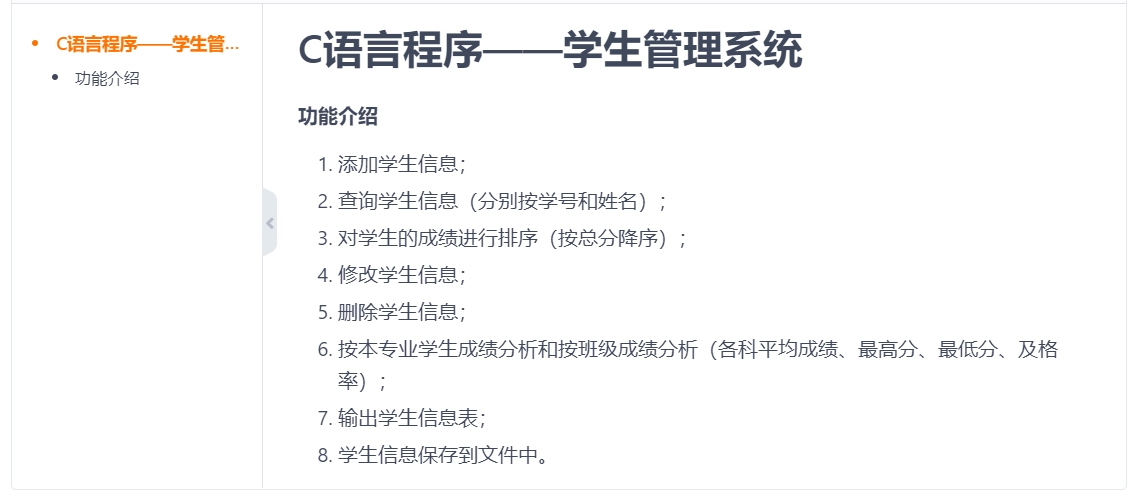 C语言程序——学生管...
功能介绍
C语言程序——学生管理系统
功能介绍
1. 添加学生信息；
2. 查询学生信息（分别按学号和姓名）；
3. 对学生的成绩进行排序（按总分降序）；
4. 修改学生信息；
5. 删除学生信息；
6. 按本专业学生成绩分析和按班级成绩分析（各科平均成绩、最高分、最低分、及格
率）；
7. 输出学生信息表；
8. 学生信息保存到文件中。